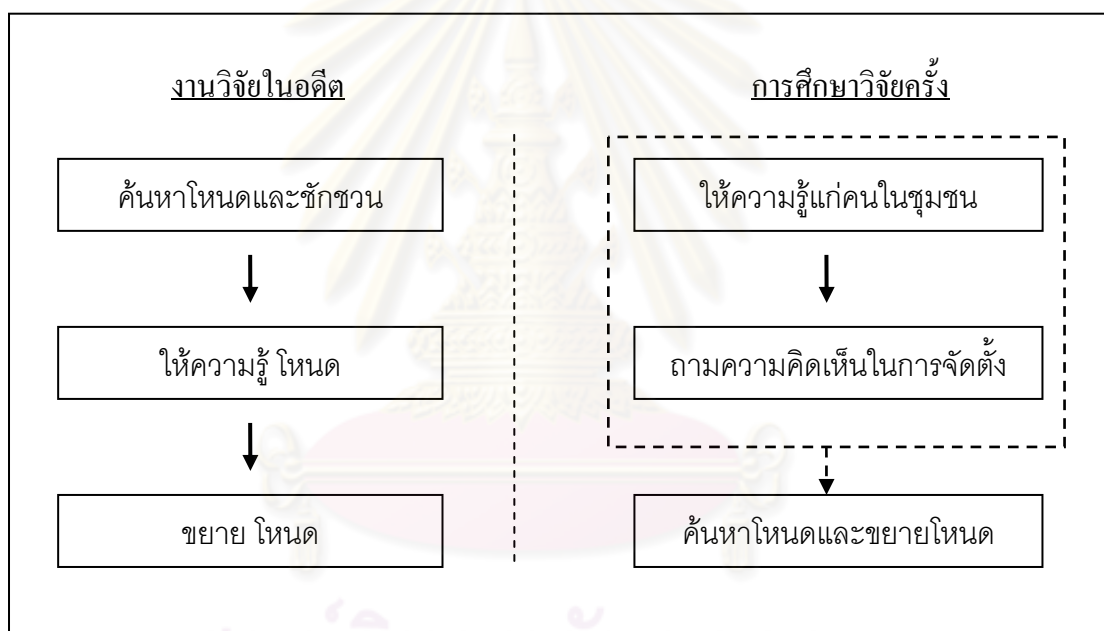 งานวิจัยในอดีต
ค้นหาโหนดและชักชวน
ให้ความรู้ โหนด
ขยาย โหนด
การศึกษาวิจัยครั้ง
ให้ความรู้แก่คนในชุมชน
ถามความคิดเห็นในการจัดตั้ง
ค้นหาโหนดและขยายโหนด